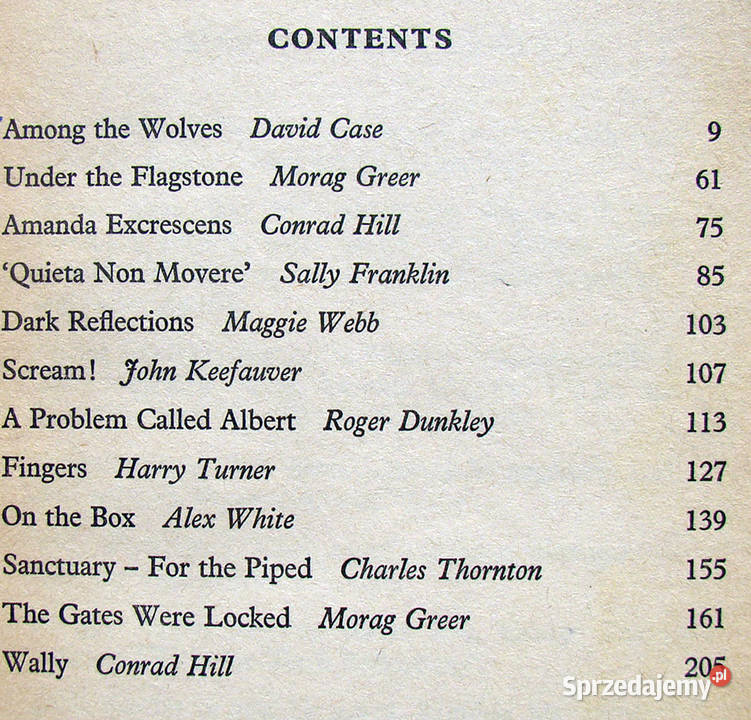 CONTENTS
Among the Wolves David Case 9
Under the Flagstone Morag Greer 61
Amanda Excrescens Conrad Hill 75
‘Quieta Non Movere’ Sally Franklin 85
Dark Reflections Maggie Webb 103
Scream! John Keefauver 107
A Problem Called Albert Roger Dunkley 113
Fingers Harry Turner 127
On the Box Alex White 139
Sanctuary – For the Piped Charles Thornton 155
The Gates Were Locked Morag Greer 161
Wally Conrad Hill 205
Sprzedajemy.pl